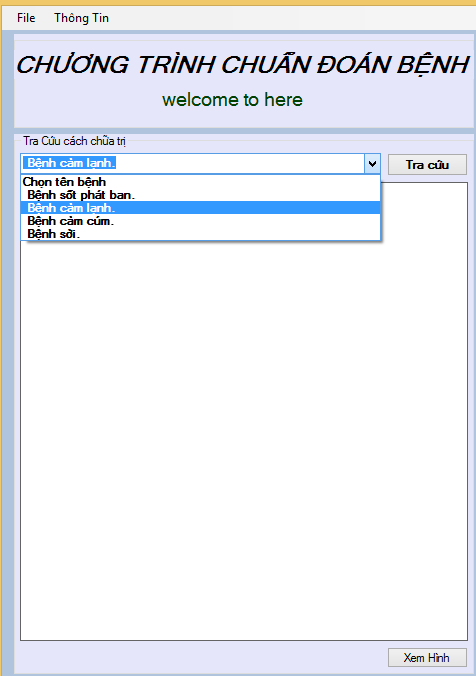 File Thông Tin
CHƯƠNG TRÌNH CHUẨN ĐOÁN BỆNH
welcome to here
Tra Cứu cách chữa trị
Bệnh cảm lạnh. Tra cứu
Chọn tên bệnh
Bệnh sốt phát ban.
Bệnh cảm lạnh.
Bệnh cảm cúm.
Bệnh sởi.
Xem Hình